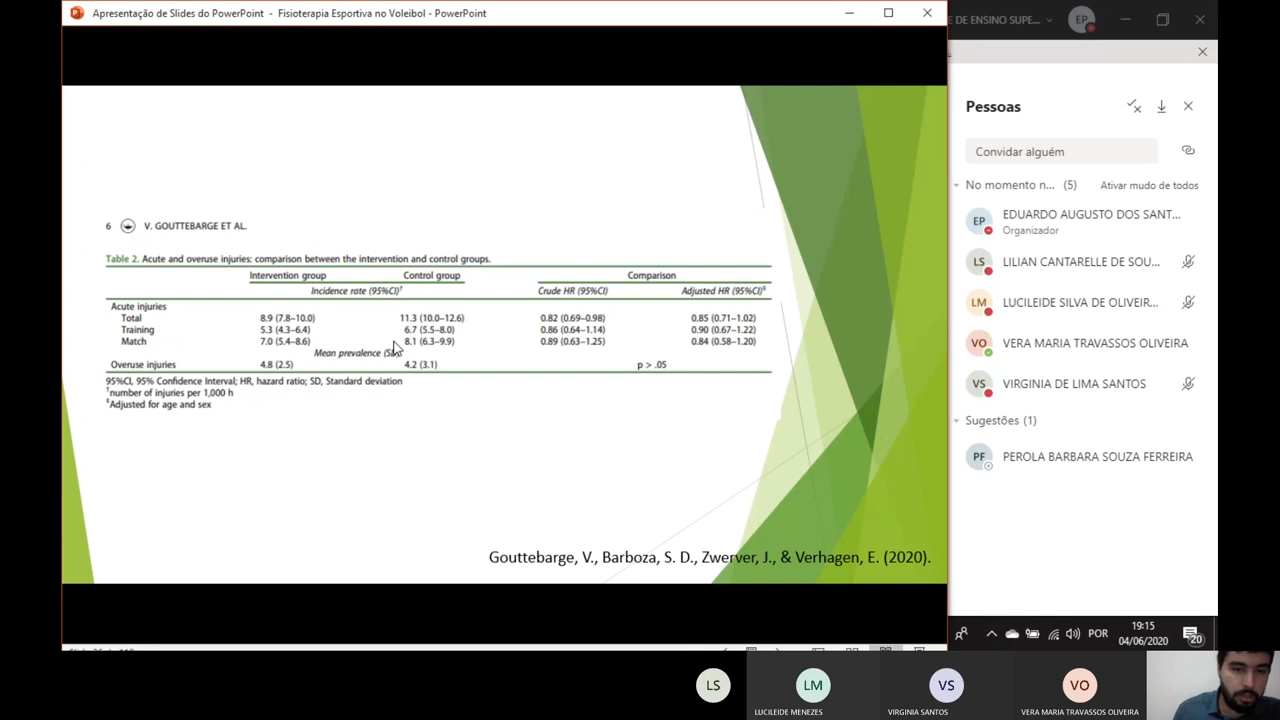 Apresentação de Slides do PowerPoint - Fisioterapia Esportiva no Voleibol - PowerPoint
DE ENSINO SUPE...
EP
Pessoas
Convidar alguém
No momento n... (5)
Ativar mudo de todos
EP
EDUARDO AUGUSTO DOS SANT...
Organizador
LS
LILIAN CANTARELLE DE SOU...
LM
LUCILEIDE SILVA DE OLIVEIR...
VO
VERA MARIA TRAVASSOS OLIVEIRA
VS
VIRGINIA DE LIMA SANTOS
Sugestões (1)
PF
PEROLA BARBARA SOUZA FERREIRA
6 V. GOUTTEBARGE ET AL.
Table 2. Acute and overuse injuries: comparison between the intervention and control groups.
Intervention group Control group Comparison
Incidence rate (95%CI)† Crude HR (95%CI) Adjusted HR (95%CI)‡
Acute injuries
Total 8.9 (7.8–10.0) 11.3 (10.0–12.6) 0.82 (0.69–0.98) 0.85 (0.71–1.02)
Training 5.3 (4.3–6.4) 6.7 (5.5–8.0) 0.86 (0.64–1.14) 0.90 (0.67–1.22)
Match 7.0 (5.4–8.6) 8.1 (6.3–9.9) 0.89 (0.63–1.25) 0.84 (0.58–1.20)
Mean prevalence (SD)
Overuse injuries 4.8 (2.5) 4.2 (3.1) p > .05
95%CI, 95% Confidence Interval; HR, hazard ratio; SD, Standard deviation
†number of injuries per 1,000 h
‡Adjusted for age and sex
Gouttebarge, V., Barboza, S. D., Zwerver, J., & Verhagen, E. (2020).
POR
19:15
04/06/2020
20
LS
LM
LUCILEIDE MENEZES
VS
VIRGINIA SANTOS
VO
VERA MARIA TRAVASSOS OLIVEIRA